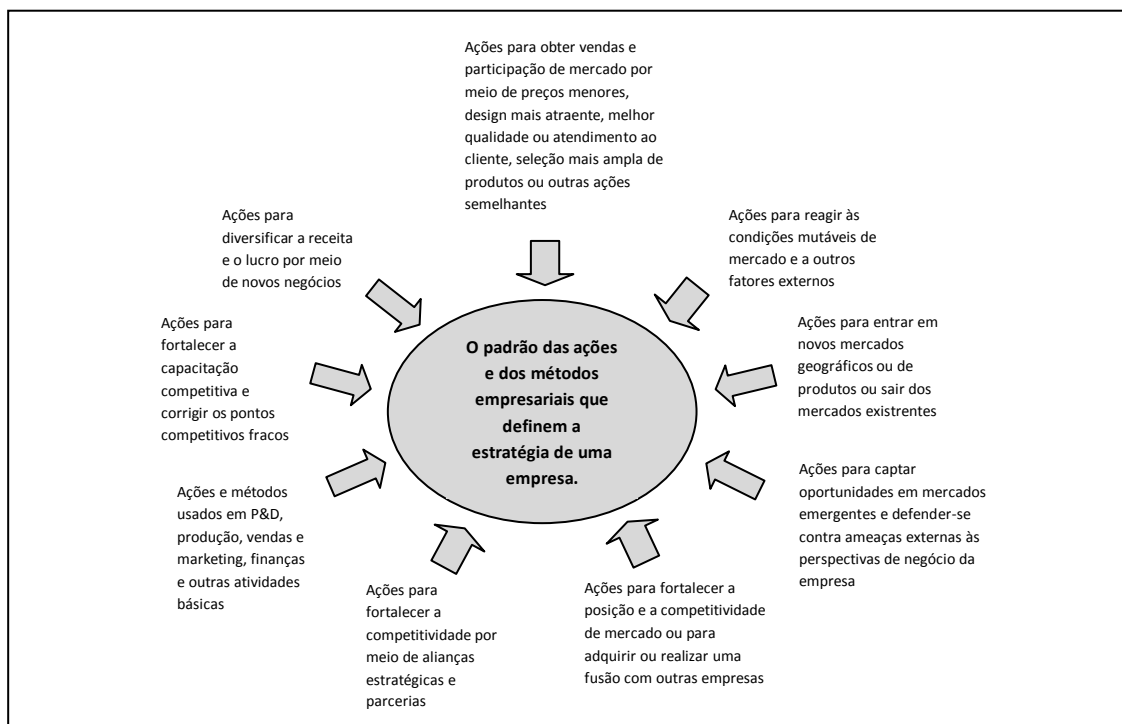 Ações para obter vendas e
participação de mercado por
meio de preços menores,
design mais atraente, melhor
qualidade ou atendimento ao
cliente, seleção mais ampla de
produtos ou outras ações
semelhantes
Ações para
diversificar a receita
e o lucro por meio
de novos negócios
Ações para reagir às
condições mutáveis de
mercado e a outros
fatores externos
Ações para
fortalecer a
capacitação
competitiva e
corrigir os pontos
competitivos fracos
O padrão das ações
e dos métodos
empresariais que
definem a
estratégia de uma
empresa.
Ações para entrar em
novos mercados
geográficos ou de
produtos ou sair dos
mercados existrentes
Ações e métodos
usados em P&D,
produção, vendas e
marketing, finanças
e outras atividades
básicas
Ações para captar
oportunidades em mercados
emergentes e defender-se
contra ameaças externas às
perspectivas de negócio da
empresa
Ações para
fortalecer a
competitividade por
meio de alianças
estratégicas e
parcerias
Ações para fortalecer a
posição e a competitividade
de mercado ou para
adquirir ou realizar uma
fusão com outras empresas